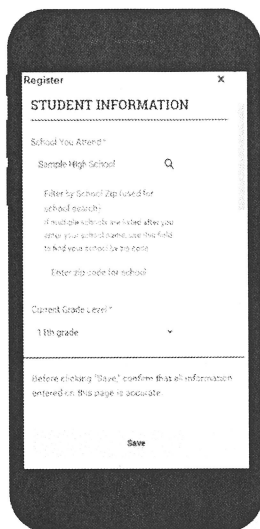 Register x
STUDENT INFORMATION
School You Attend *
Sample High School
Filter by School Zip (used for
school search)
If multiple schools are listed after you
enter your school name, use this field
to find your school by zip code
Enter zip code for school
Current Grade Level *
11th grade
Before clicking "Save," confirm that all information
entered on this page is accurate.
Save